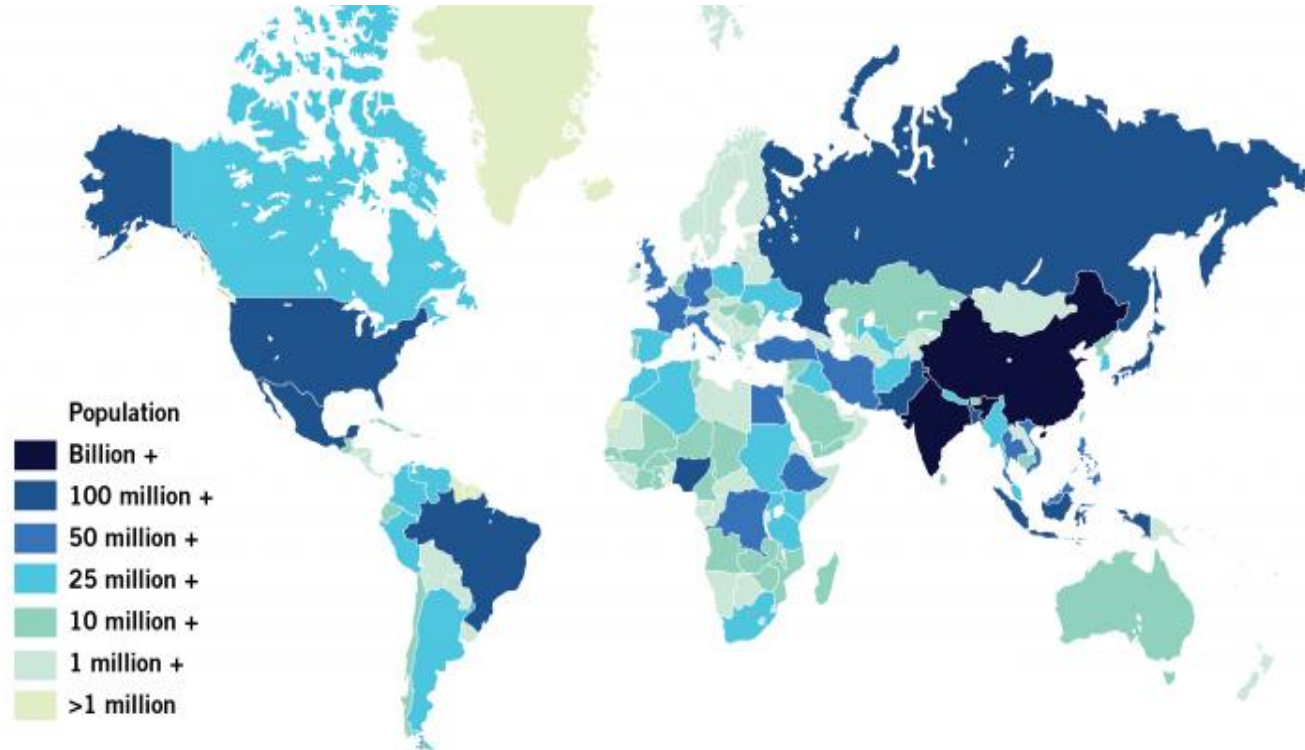 Population
Billion +
100 million +
50 million +
25 million +
10 million +
1 million +
>1 million